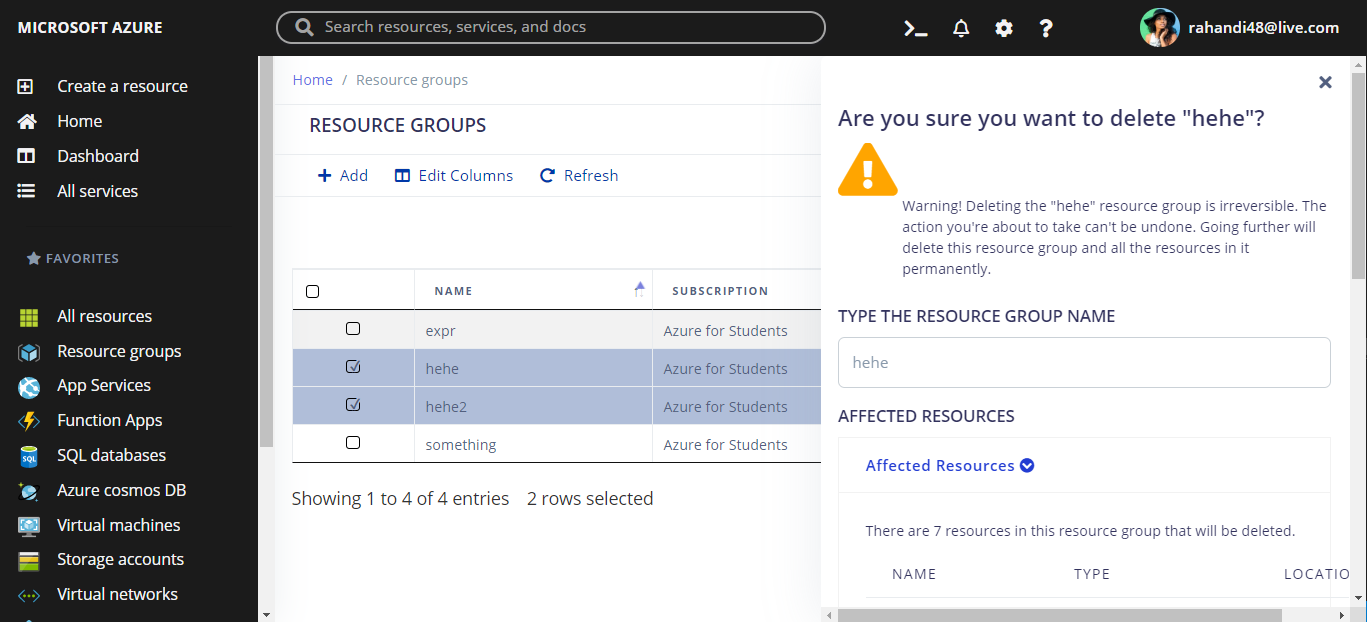 MICROSOFT AZURE
Search resources, services, and docs
rahandi48@live.com
Create a resource
Home
Dashboard
All services
FAVORITES
All resources
Resource groups
App Services
Function Apps
SQL
SQL databases
Azure cosmos DB
Virtual machines
Storage accounts
Virtual networks
Home / Resource groups
RESOURCE GROUPS
Add Edit Columns Refresh
NAME SUBSCRIPTION
expr Azure for Students
hehe Azure for Students
hehe2 Azure for Students
something Azure for Students
Showing 1 to 4 of 4 entries 2 rows selected
Are you sure you want to delete "hehe"?
Warning! Deleting the "hehe" resource group is irreversible. The
action you're about to take can't be undone. Going further will
delete this resource group and all the resources in it
permanently.
TYPE THE RESOURCE GROUP NAME
hehe
AFFECTED RESOURCES
Affected Resources
There are 7 resources in this resource group that will be deleted.
NAME TYPE LOCATIO